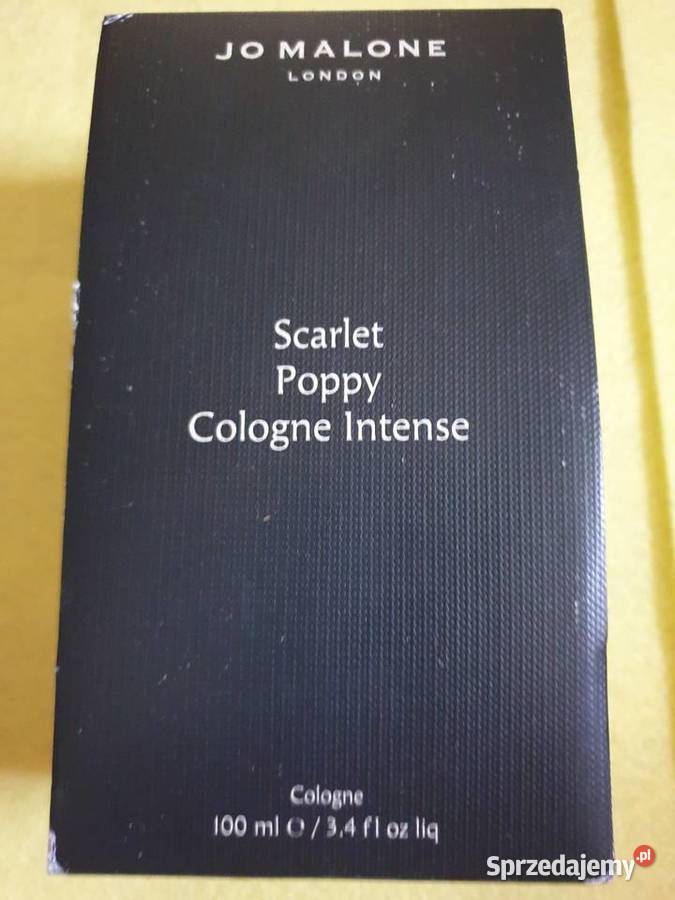 JO MALONE
LONDON
Scarlet
Poppy
Cologne Intense
Cologne
100 ml ℮ / 3,4 fl oz liq
Sprzedajemy.pl